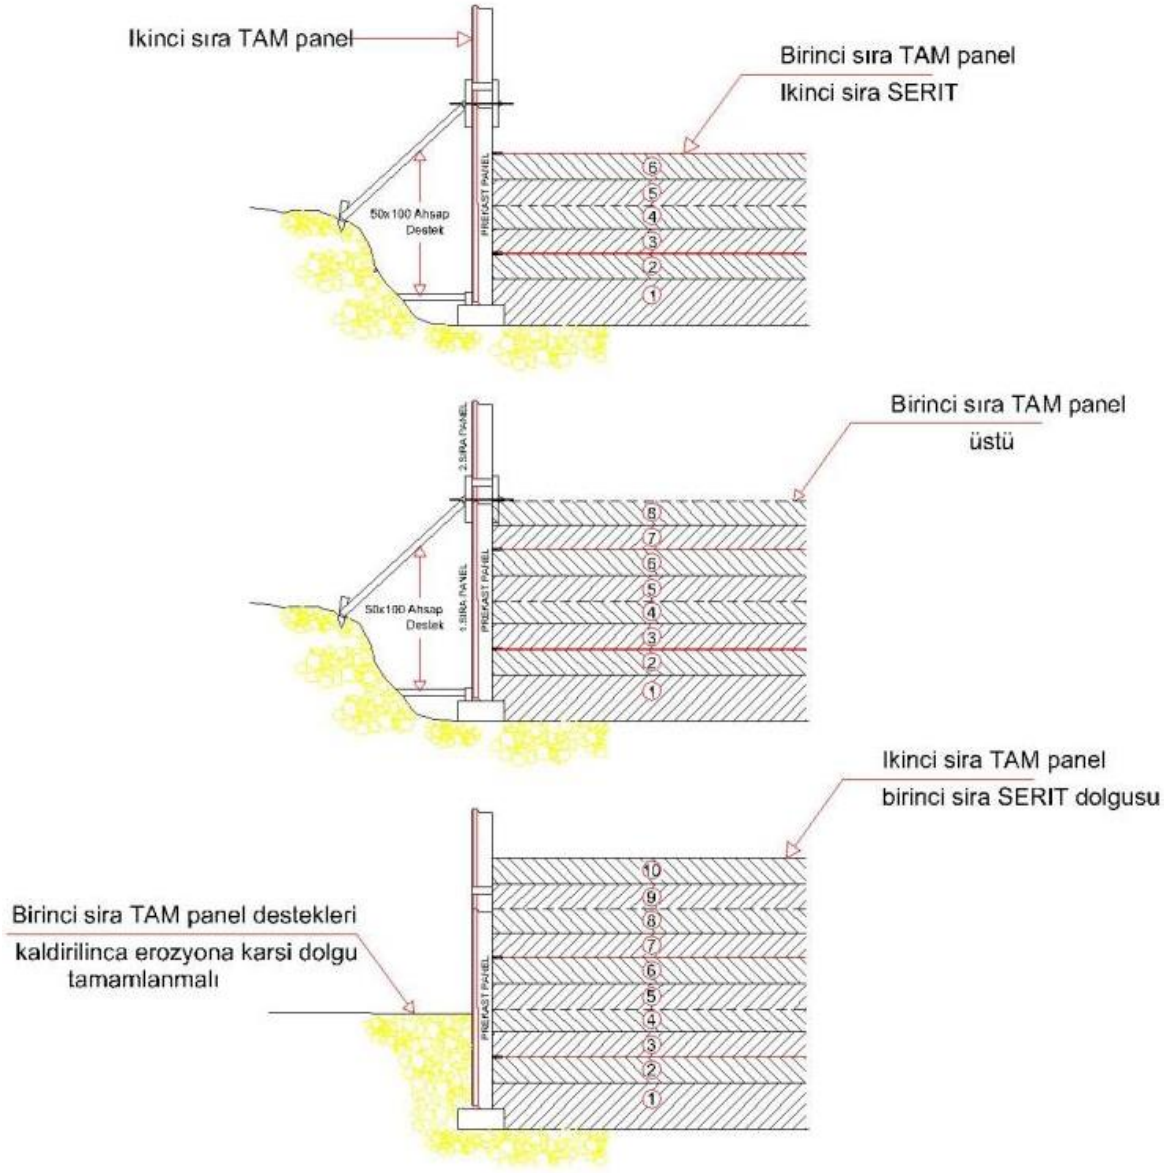 Ikinci sıra TAM panel
Birinci sıra TAM panel
Ikinci sira SERIT
50x100 Ahsap
Destek
PREKAST PANEL
6
5
4
3
2
1
Birinci sıra TAM panel
üstü
2.SIRA PANEL
1.SIRA PANEL
PREKAST PANEL
50x100 Ahsap
Destek
8
7
6
5
4
3
2
1
Ikinci sira TAM panel
birinci sira SERIT dolgusu
Birinci sira TAM panel destekleri
kaldirilinca erozyona karsi dolgu
tamamlanmalı
PREKAST PANEL
10
9
8
7
6
5
4
3
2
1